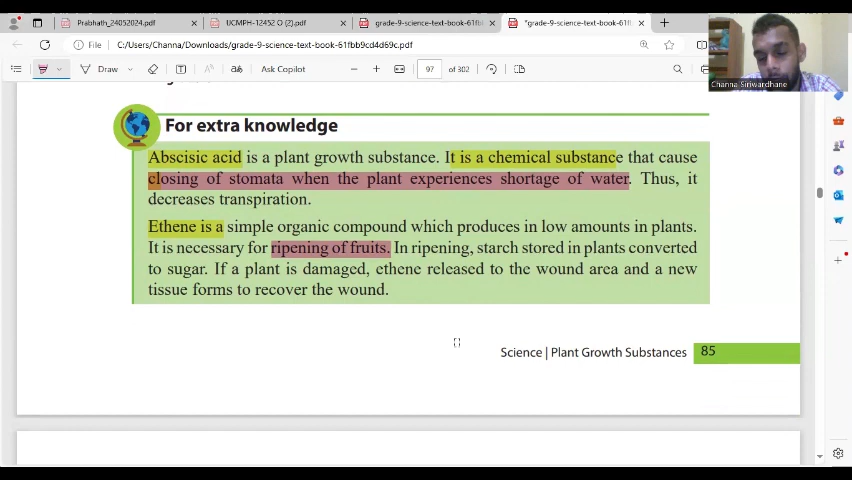 Prabhath_24052024.pdf
UCMPH-12452 O (2).pdf
grade-9-science-text-book-61f
*grade-9-science-text-book-61fb
File
C:/Users/Channa/Downloads/grade-9-science-text-book-61fbb9cd4d69c.pdf
Draw
Ask Copilot
97
of 302
Channa Siriwardhane
For extra knowledge
Abscisic acid is a plant growth substance. It is a chemical substance that cause
closing of stomata when the plant experiences shortage of water. Thus, it
decreases transpiration.
Ethene is a simple organic compound which produces in low amounts in plants.
It is necessary for ripening of fruits. In ripening, starch stored in plants converted
to sugar. If a plant is damaged, ethene released to the wound area and a new
tissue forms to recover the wound.
Science | Plant Growth Substances
85